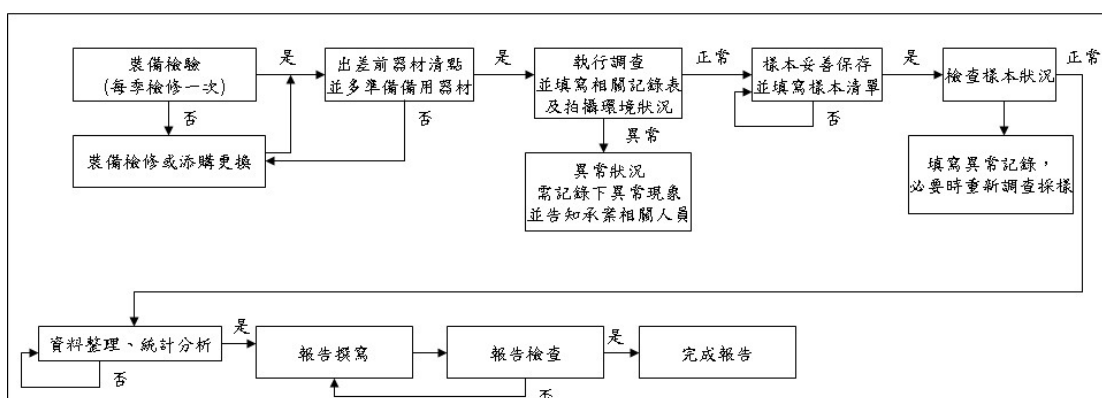 裝備檢驗
(每季檢修一次)
是
否
裝備檢修或添購更換
出差前器材清點
並多準備備用器材
是
否
執行調查
並填寫相關記錄表
及拍攝環境狀況
正常
異常
異常狀況
需記錄下異常現象
並告知承案相關人員
樣本妥善保存
並填寫樣本清單
是
否
檢查樣本狀況
正常
填寫異常記錄，
必要時重新調查採樣
資料整理、統計分析
是
否
報告撰寫
報告檢查
是
否
完成報告